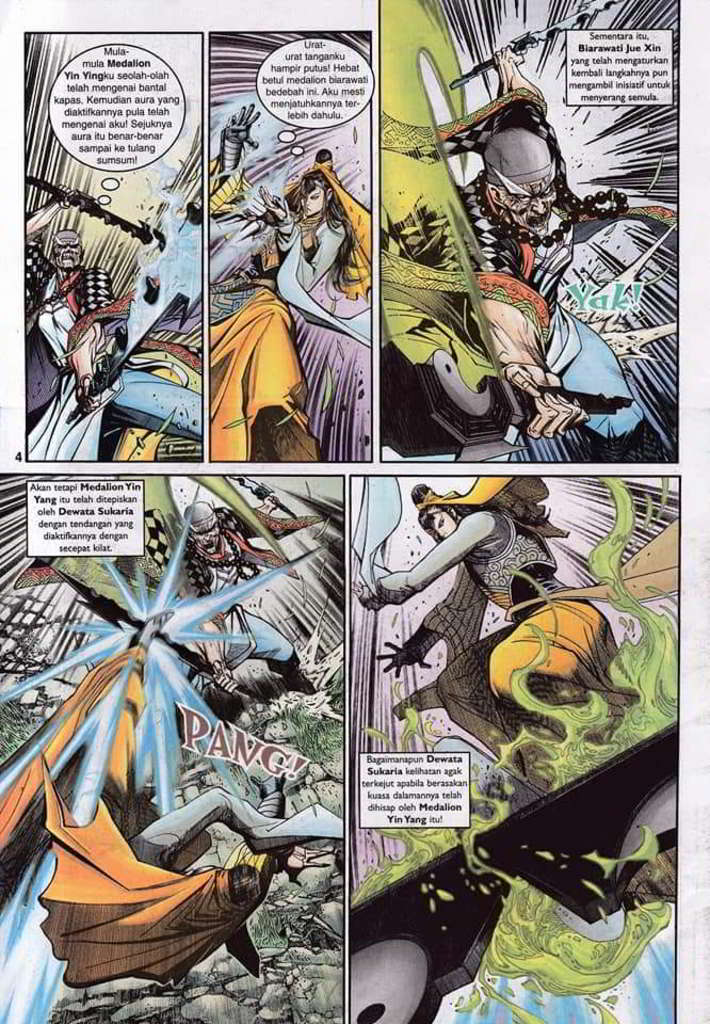 Mula-
mula Medalion
Yin Yingku seolah-olah
telah mengenai bantal
kapas. Kemudian aura yang
diaktifkannya pula telah
mengenai aku! Sejuknya
aura itu benar-benar
sampai ke tulang
sumsum!
Urat-
urat tanganku
hampir putus! Hebat
betul medalion biarawati
bedebah ini. Aku mesti
menjatuhkannya ter-
lebih dahulu.
Sementara itu,
Biarawati Jue Xin
yang telah mengaturkan
kembali langkahnya pun
mengambil inisiatif untuk
menyerang semula.
Yak!
4
Akan tetapi Medalion Yin
Yang itu telah ditepiskan
oleh Dewata Sukaria
dengan tendangan yang
diaktifkannya dengan
secepat kilat.
PANG!
Bagaimanapun Dewata
Sukaria kelihatan agak
terkejut apabila berasakan
kuasa dalamannya telah
dihisap oleh Medalion
Yin Yang itu!